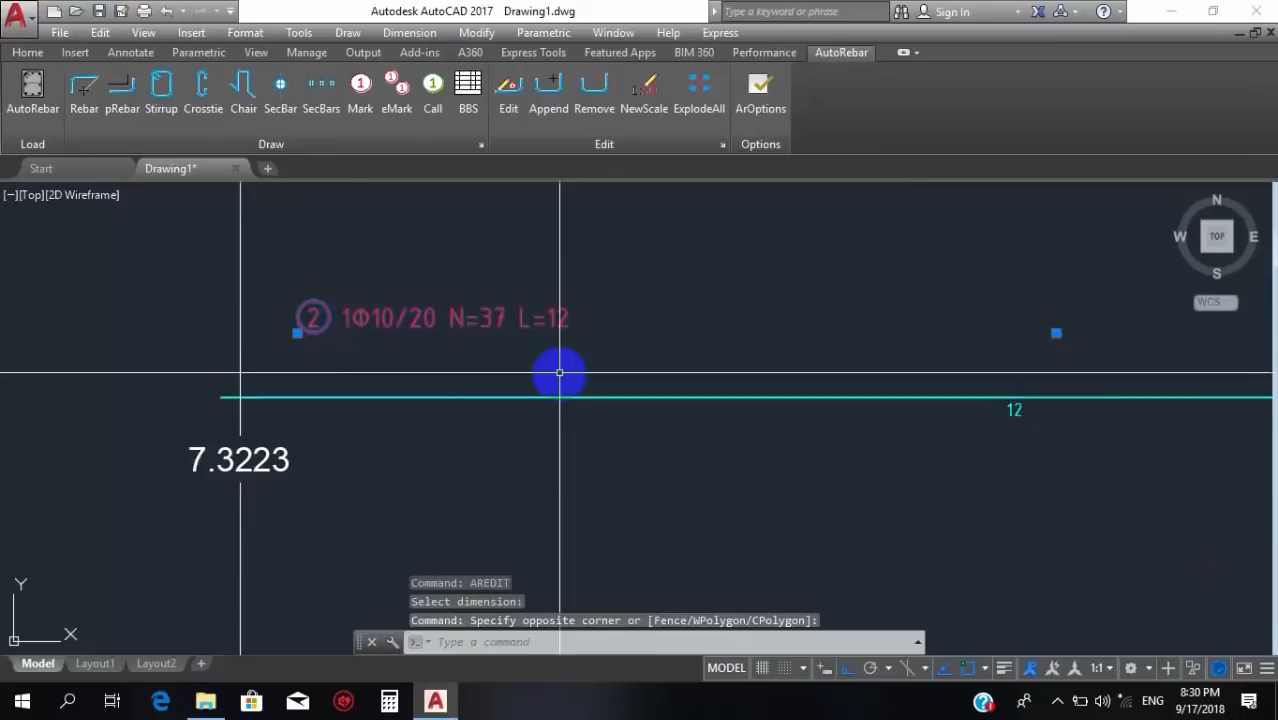 Autodesk AutoCAD 2017 Drawing1.dwg
Type a keyword or phrase
Sign In
File Edit View Insert Format Tools Draw Dimension Modify Parametric Window Help Express
Home Insert Annotate Parametric View Manage Output Add-ins A360 Express Tools Featured Apps BIM 360 Performance AutoRebar
AutoRebar Rebar pRebar Stirrup Crosstie Chair SecBar SecBars Mark eMark Call BBS Edit Append Remove NewScale ExplodeAll ArOptions
Load Draw Edit Options
Start Drawing1*
[−][Top][2D Wireframe]
N
W TOP E
S
WCS
2 1Φ10/20 N=37 L=12
12
7.3223
Y
X
Command: AREDIT
Select dimension:
Command: Specify opposite corner or [Fence/WPolygon/CPolygon]:
Type a command
Model Layout1 Layout2 +
MODEL 1:1
ENG
8:30 PM
9/17/2018